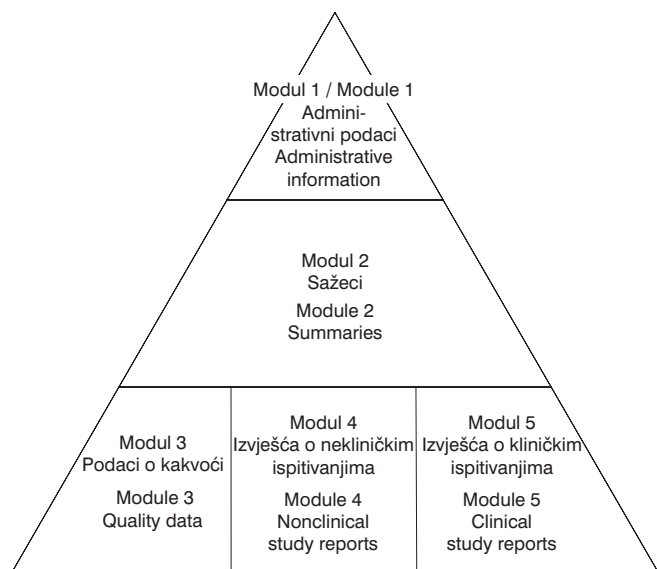 Modul 1 / Module 1
Admini-
strativni podaci
Administrative
information
Modul 2
Sažeci
Module 2
Summaries
Modul 3
Podaci o kakvoći
Module 3
Quality data
Modul 4
Izvješća o nekliničkim
ispitivanjima
Module 4
Nonclinical
study reports
Modul 5
Izvješća o kliničkim
ispitivanjima
Module 5
Clinical
study reports